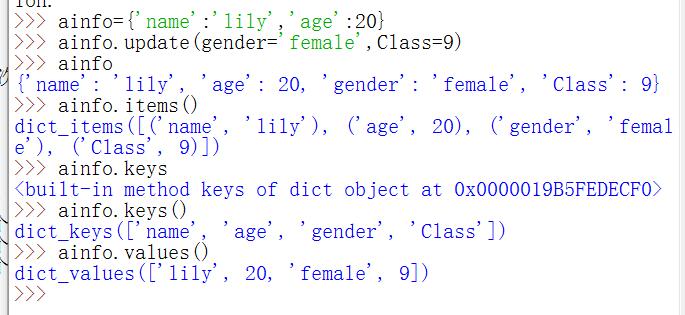 >>> ainfo={'name':'lily','age':20}
>>> ainfo.update(gender='female',Class=9)
>>> ainfo
{'name': 'lily', 'age': 20, 'gender': 'female', 'Class': 9}
>>> ainfo.items()
dict_items([('name', 'lily'), ('age', 20), ('gender', 'femal
e'), ('Class', 9)])
>>> ainfo.keys
<built-in method keys of dict object at 0x0000019B5FEDECF0>
>>> ainfo.keys()
dict_keys(['name', 'age', 'gender', 'Class'])
>>> ainfo.values()
dict_values(['lily', 20, 'female', 9])
>>>